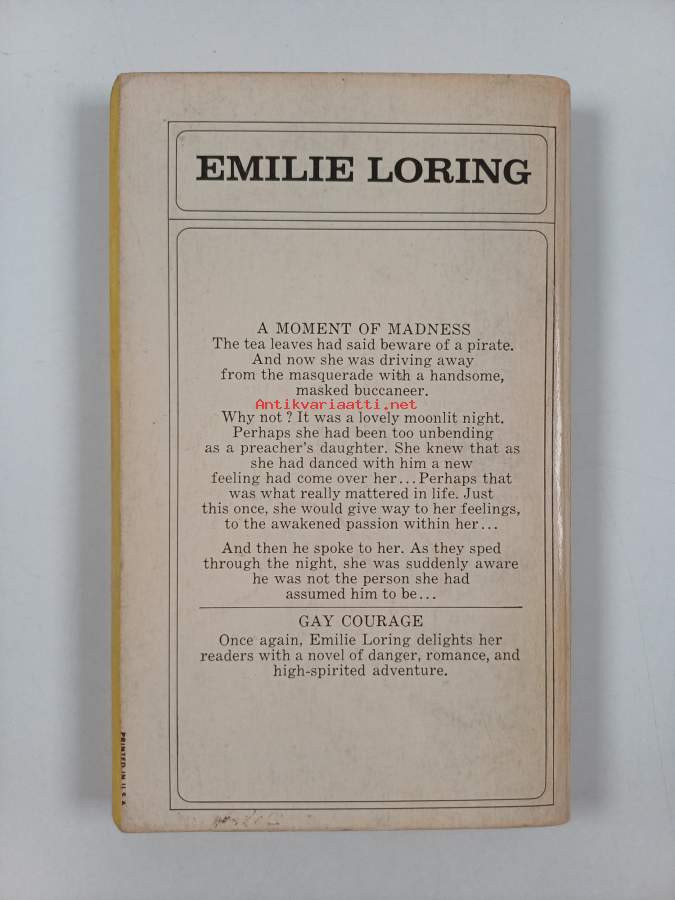 EMILIE LORING
A MOMENT OF MADNESS
The tea leaves had said beware of a pirate.
And now she was driving away
from the masquerade with a handsome,
masked buccaneer.
Antikvariaatti.net
Why not? It was a lovely moonlit night.
Perhaps she had been too unbending
as a preacher's daughter. She knew that as
she had danced with him a new
feeling had come over her...Perhaps that
was what really mattered in life. Just
this once, she would give way to her feelings,
to the awakened passion within her...
And then he spoke to her. As they sped
through the night, she was suddenly aware
he was not the person she had
assumed him to be...
GAY COURAGE
Once again, Emilie Loring delights her
readers with a novel of danger, romance, and
high-spirited adventure.
PRINTED IN U.S.A.